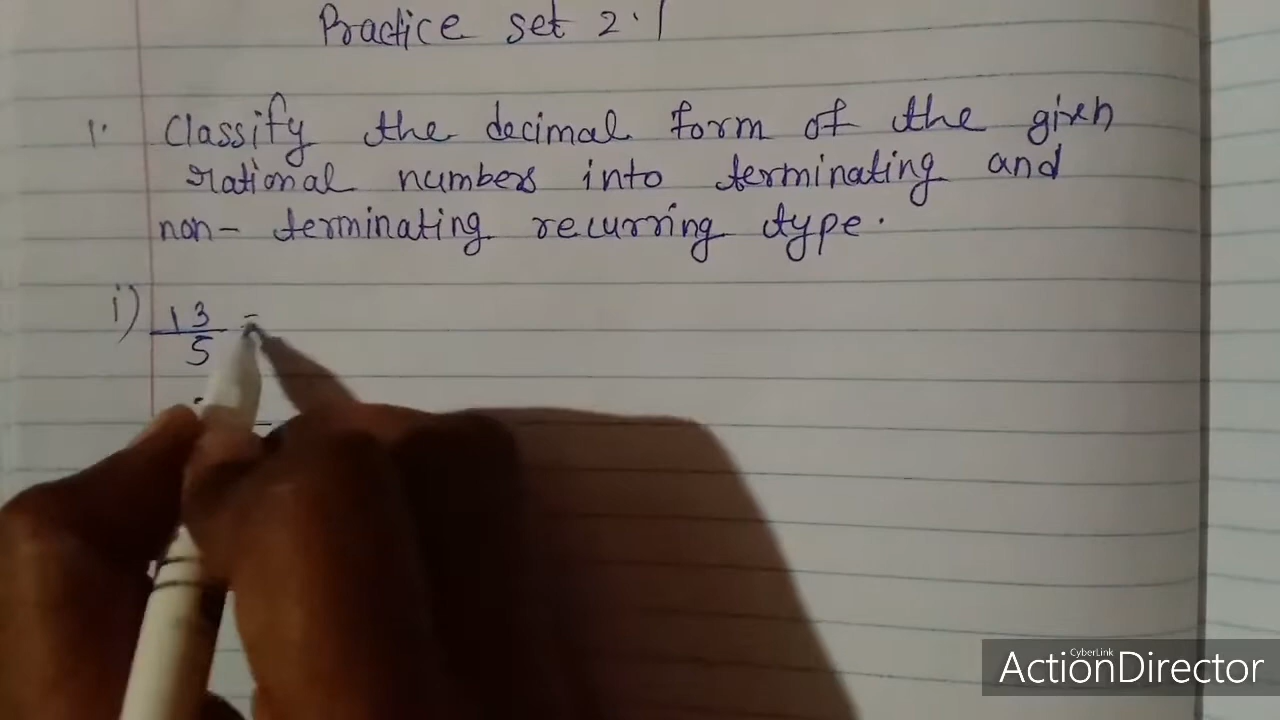 Practice set 2.1
1. Classify the decimal form of the given
rational numbers into terminating and
non- terminating recurring type.
i) 13 =
5
CyberLink
ActionDirector